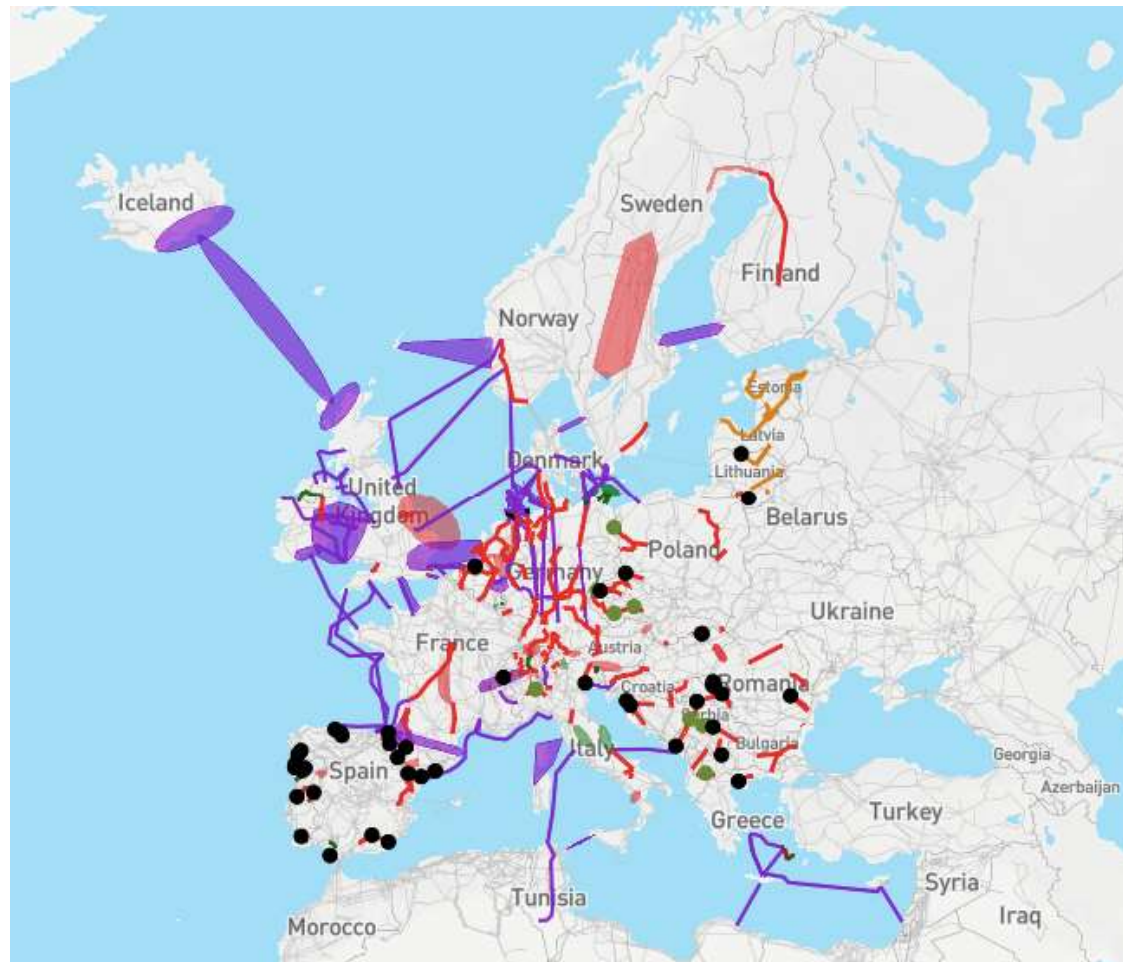 Iceland
Sweden
Finland
Norway
Estonia
Latvia
Denmark
Lithuania
United
Kingdom
Belarus
Poland
Germany
Ukraine
France
Austria
Croatia
Romania
Serbia
Bulgaria
Italy
Georgia
Spain
Azerbaijan
Greece
Turkey
Syria
Tunisia
Iraq
Morocco